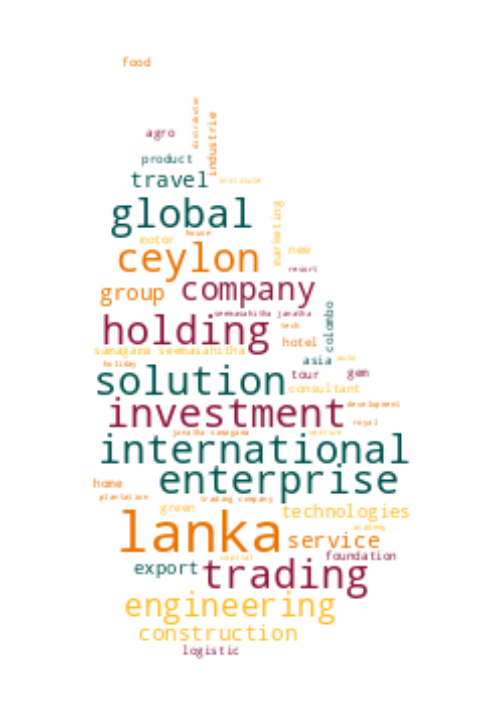 food
distributor
industrie
agro
product
travel
institute
global
marketing
house
motor
new
ceylon
resort
group
company
seemasahitha janatha
colombo
holding
tech
hotel
samagama seemasahitha
asia
auto
holiday
tour
gem
solution
consultant
investment
development
royal
janatha samagama
venture
international
enterprise
home
plantation
trading company
green
technologies
lanka
academy
service
foundation
capital
export
trading
engineering
construction
logistic